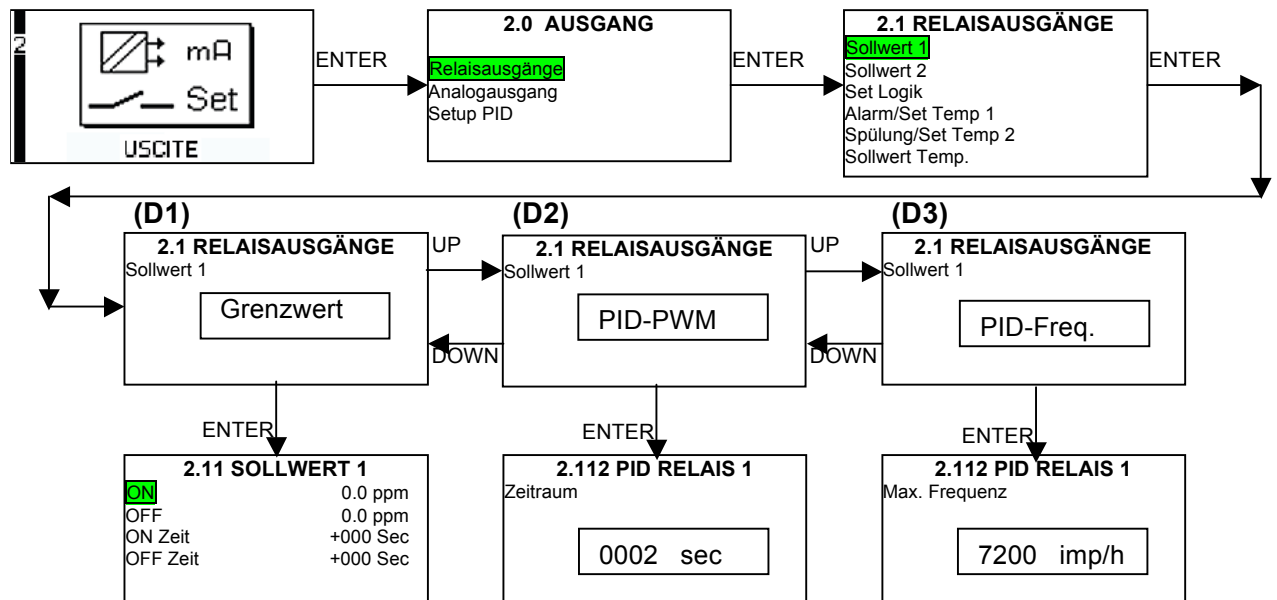 2
mA
Set
USCITE
ENTER
2.0 AUSGANG
Relaisausgänge
Analogausgang
Setup PID
ENTER
2.1 RELAISAUSGÄNGE
Sollwert 1
Sollwert 2
Set Logik
Alarm/Set Temp 1
Spülung/Set Temp 2
Sollwert Temp.
ENTER
(D1)
2.1 RELAISAUSGÄNGE
Sollwert 1
Grenzwert
UP
DOWN
(D2)
2.1 RELAISAUSGÄNGE
Sollwert 1
PID-PWM
UP
DOWN
(D3)
2.1 RELAISAUSGÄNGE
Sollwert 1
PID-Freq.
ENTER
2.11 SOLLWERT 1
ON 0.0 ppm
OFF 0.0 ppm
ON Zeit +000 Sec
OFF Zeit +000 Sec
ENTER
2.112 PID RELAIS 1
Zeitraum
0002 sec
ENTER
2.112 PID RELAIS 1
Max. Frequenz
7200 imp/h